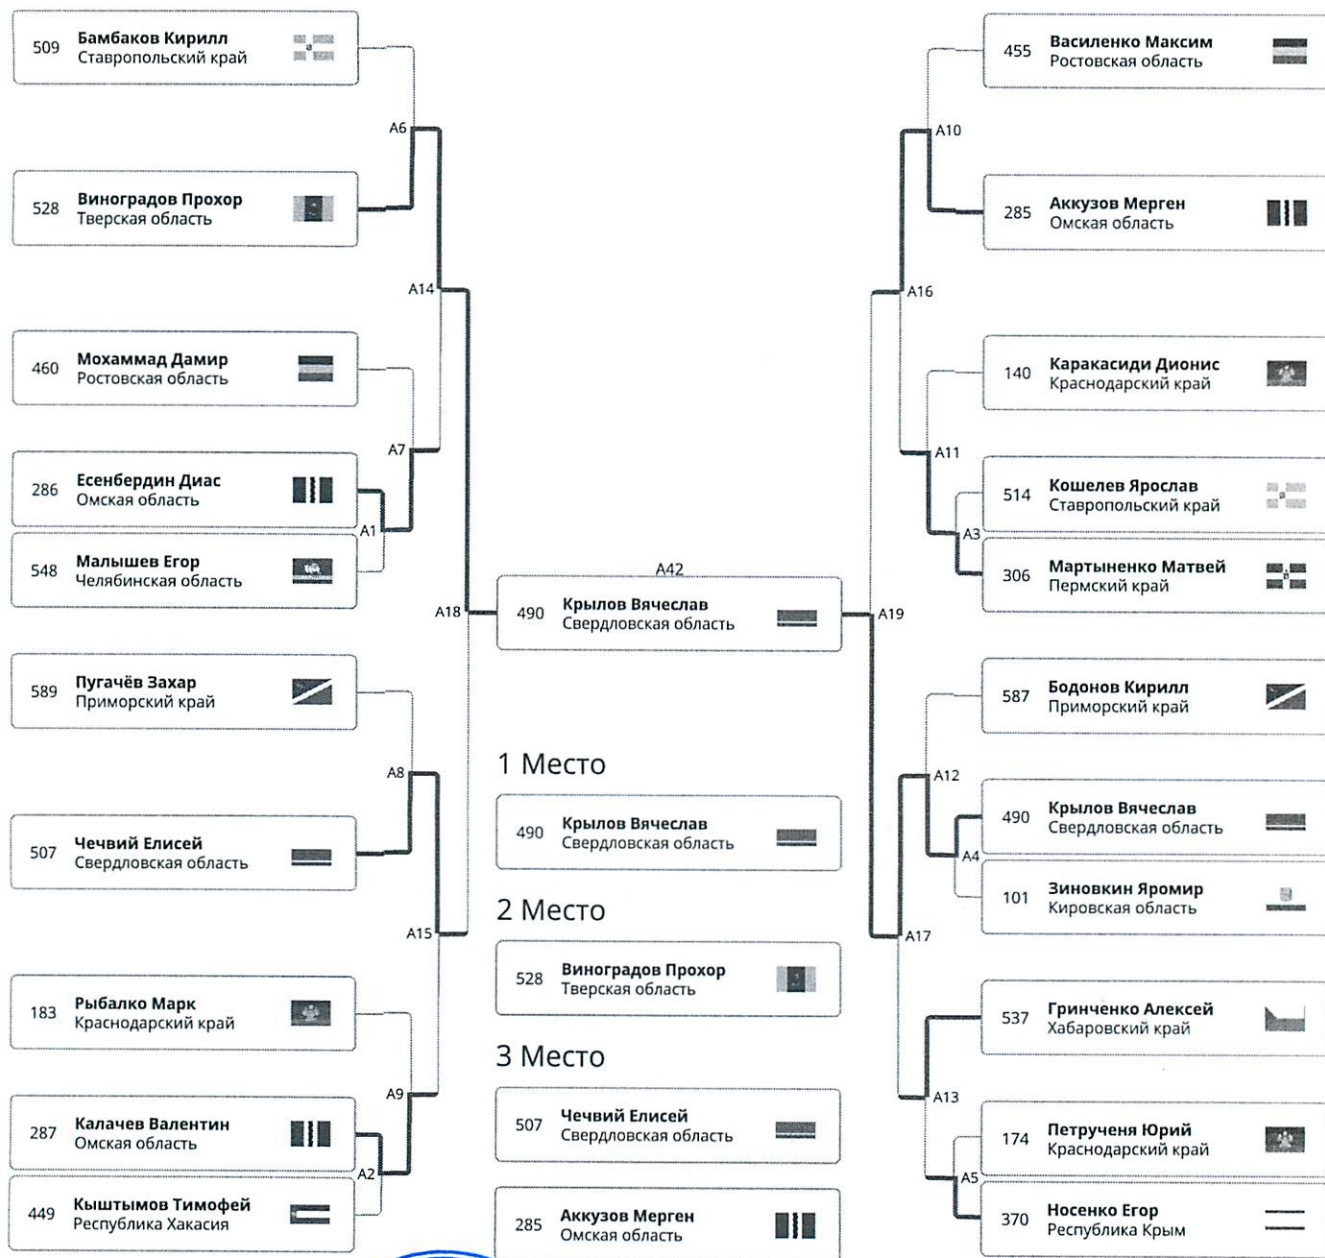 509 Бамбаков Кирилл
Ставропольский край
A6
528 Виноградов Прохор
Тверская область
A14
460 Мохаммад Дамир
Ростовская область
A7
286 Есенбердин Диас
Омская область
A1
548 Малышев Егор
Челябинская область
A18
589 Пугачёв Захар
Приморский край
A8
507 Чечвий Елисей
Свердловская область
A15
183 Рыбалко Марк
Краснодарский край
A9
287 Калачев Валентин
Омская область
A2
449 Кыштымов Тимофей
Республика Хакасия
A42
490 Крылов Вячеслав
Свердловская область
1 Место
490 Крылов Вячеслав
Свердловская область
2 Место
528 Виноградов Прохор
Тверская область
3 Место
507 Чечвий Елисей
Свердловская область
285 Аккузов Мерген
Омская область
455 Василенко Максим
Ростовская область
A10
285 Аккузов Мерген
Омская область
A16
140 Каракасиди Дионис
Краснодарский край
A11
514 Кошелев Ярослав
Ставропольский край
A3
306 Мартыненко Матвей
Пермский край
A19
587 Бодонов Кирилл
Приморский край
A12
490 Крылов Вячеслав
Свердловская область
A4
101 Зиновкин Яромир
Кировская область
A17
537 Гринченко Алексей
Хабаровский край
A13
174 Петрученя Юрий
Краснодарский край
A5
370 Носенко Егор
Республика Крым